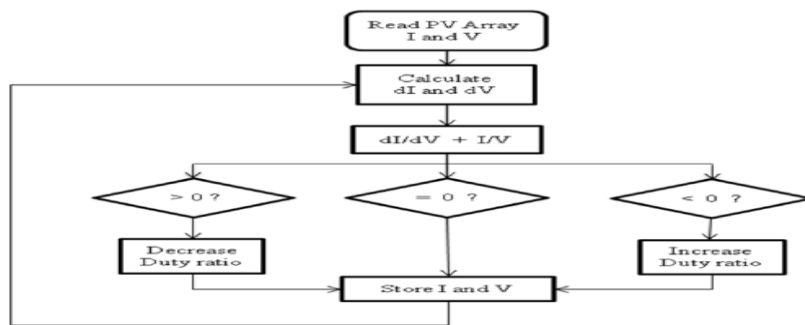 Read PV Array
I and V
Calculate
dI and dV
dI/dV + I/V
> 0 ?
= 0 ?
< 0 ?
Decrease
Duty ratio
Increase
Duty ratio
Store I and V